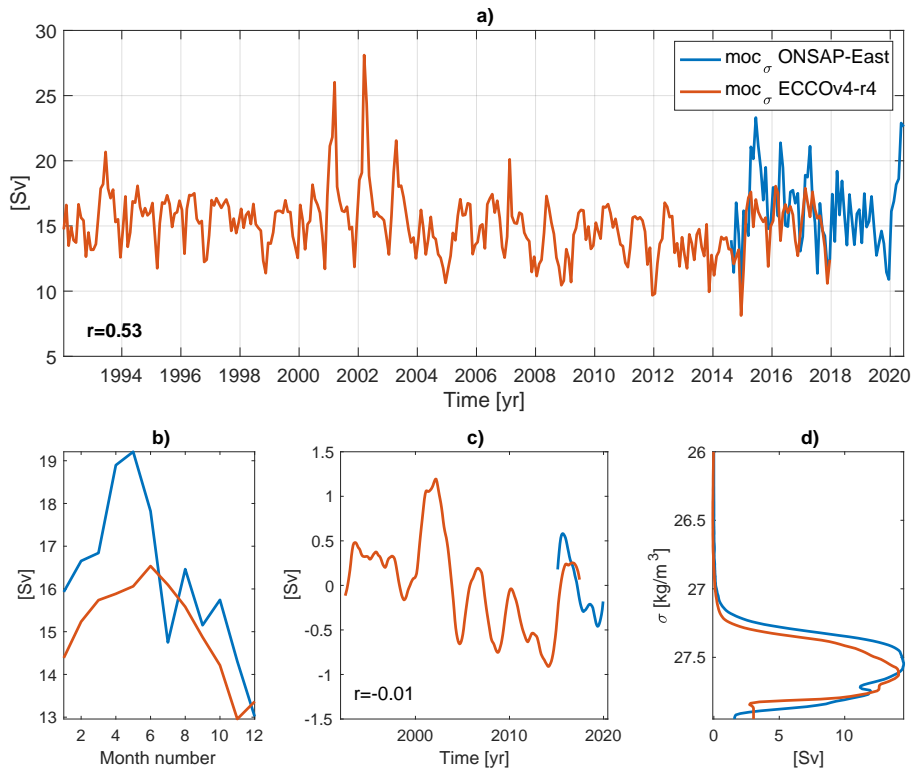 a)
30
25
20
15
10
5
[Sv]
moc_σ ONSAP-East
moc_σ ECCOv4-r4
r=0.53
1994 1996 1998 2000 2002 2004 2006 2008 2010 2012 2014 2016 2018 2020
Time [yr]
b)
19
18
17
16
15
14
13
[Sv]
2 4 6 8 10 12
Month number
c)
1.5
1
0.5
0
-0.5
-1
-1.5
[Sv]
r=-0.01
2000 2010 2020
Time [yr]
d)
26
26.5
27
27.5
σ [kg/m³]
0 5 10
[Sv]